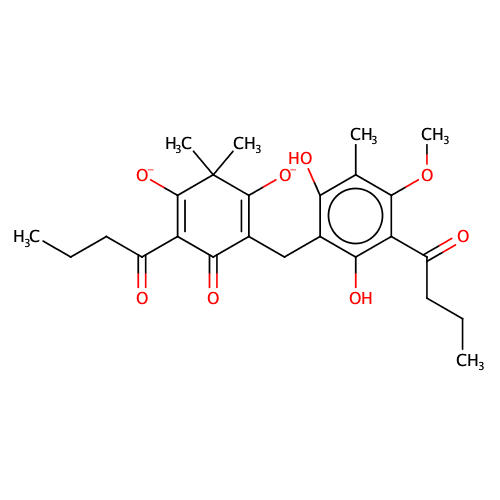 H₃C CH₃ CH₃ CH₃
HO
O⁻ O⁻ O
H₃C O
O O OH
CH₃